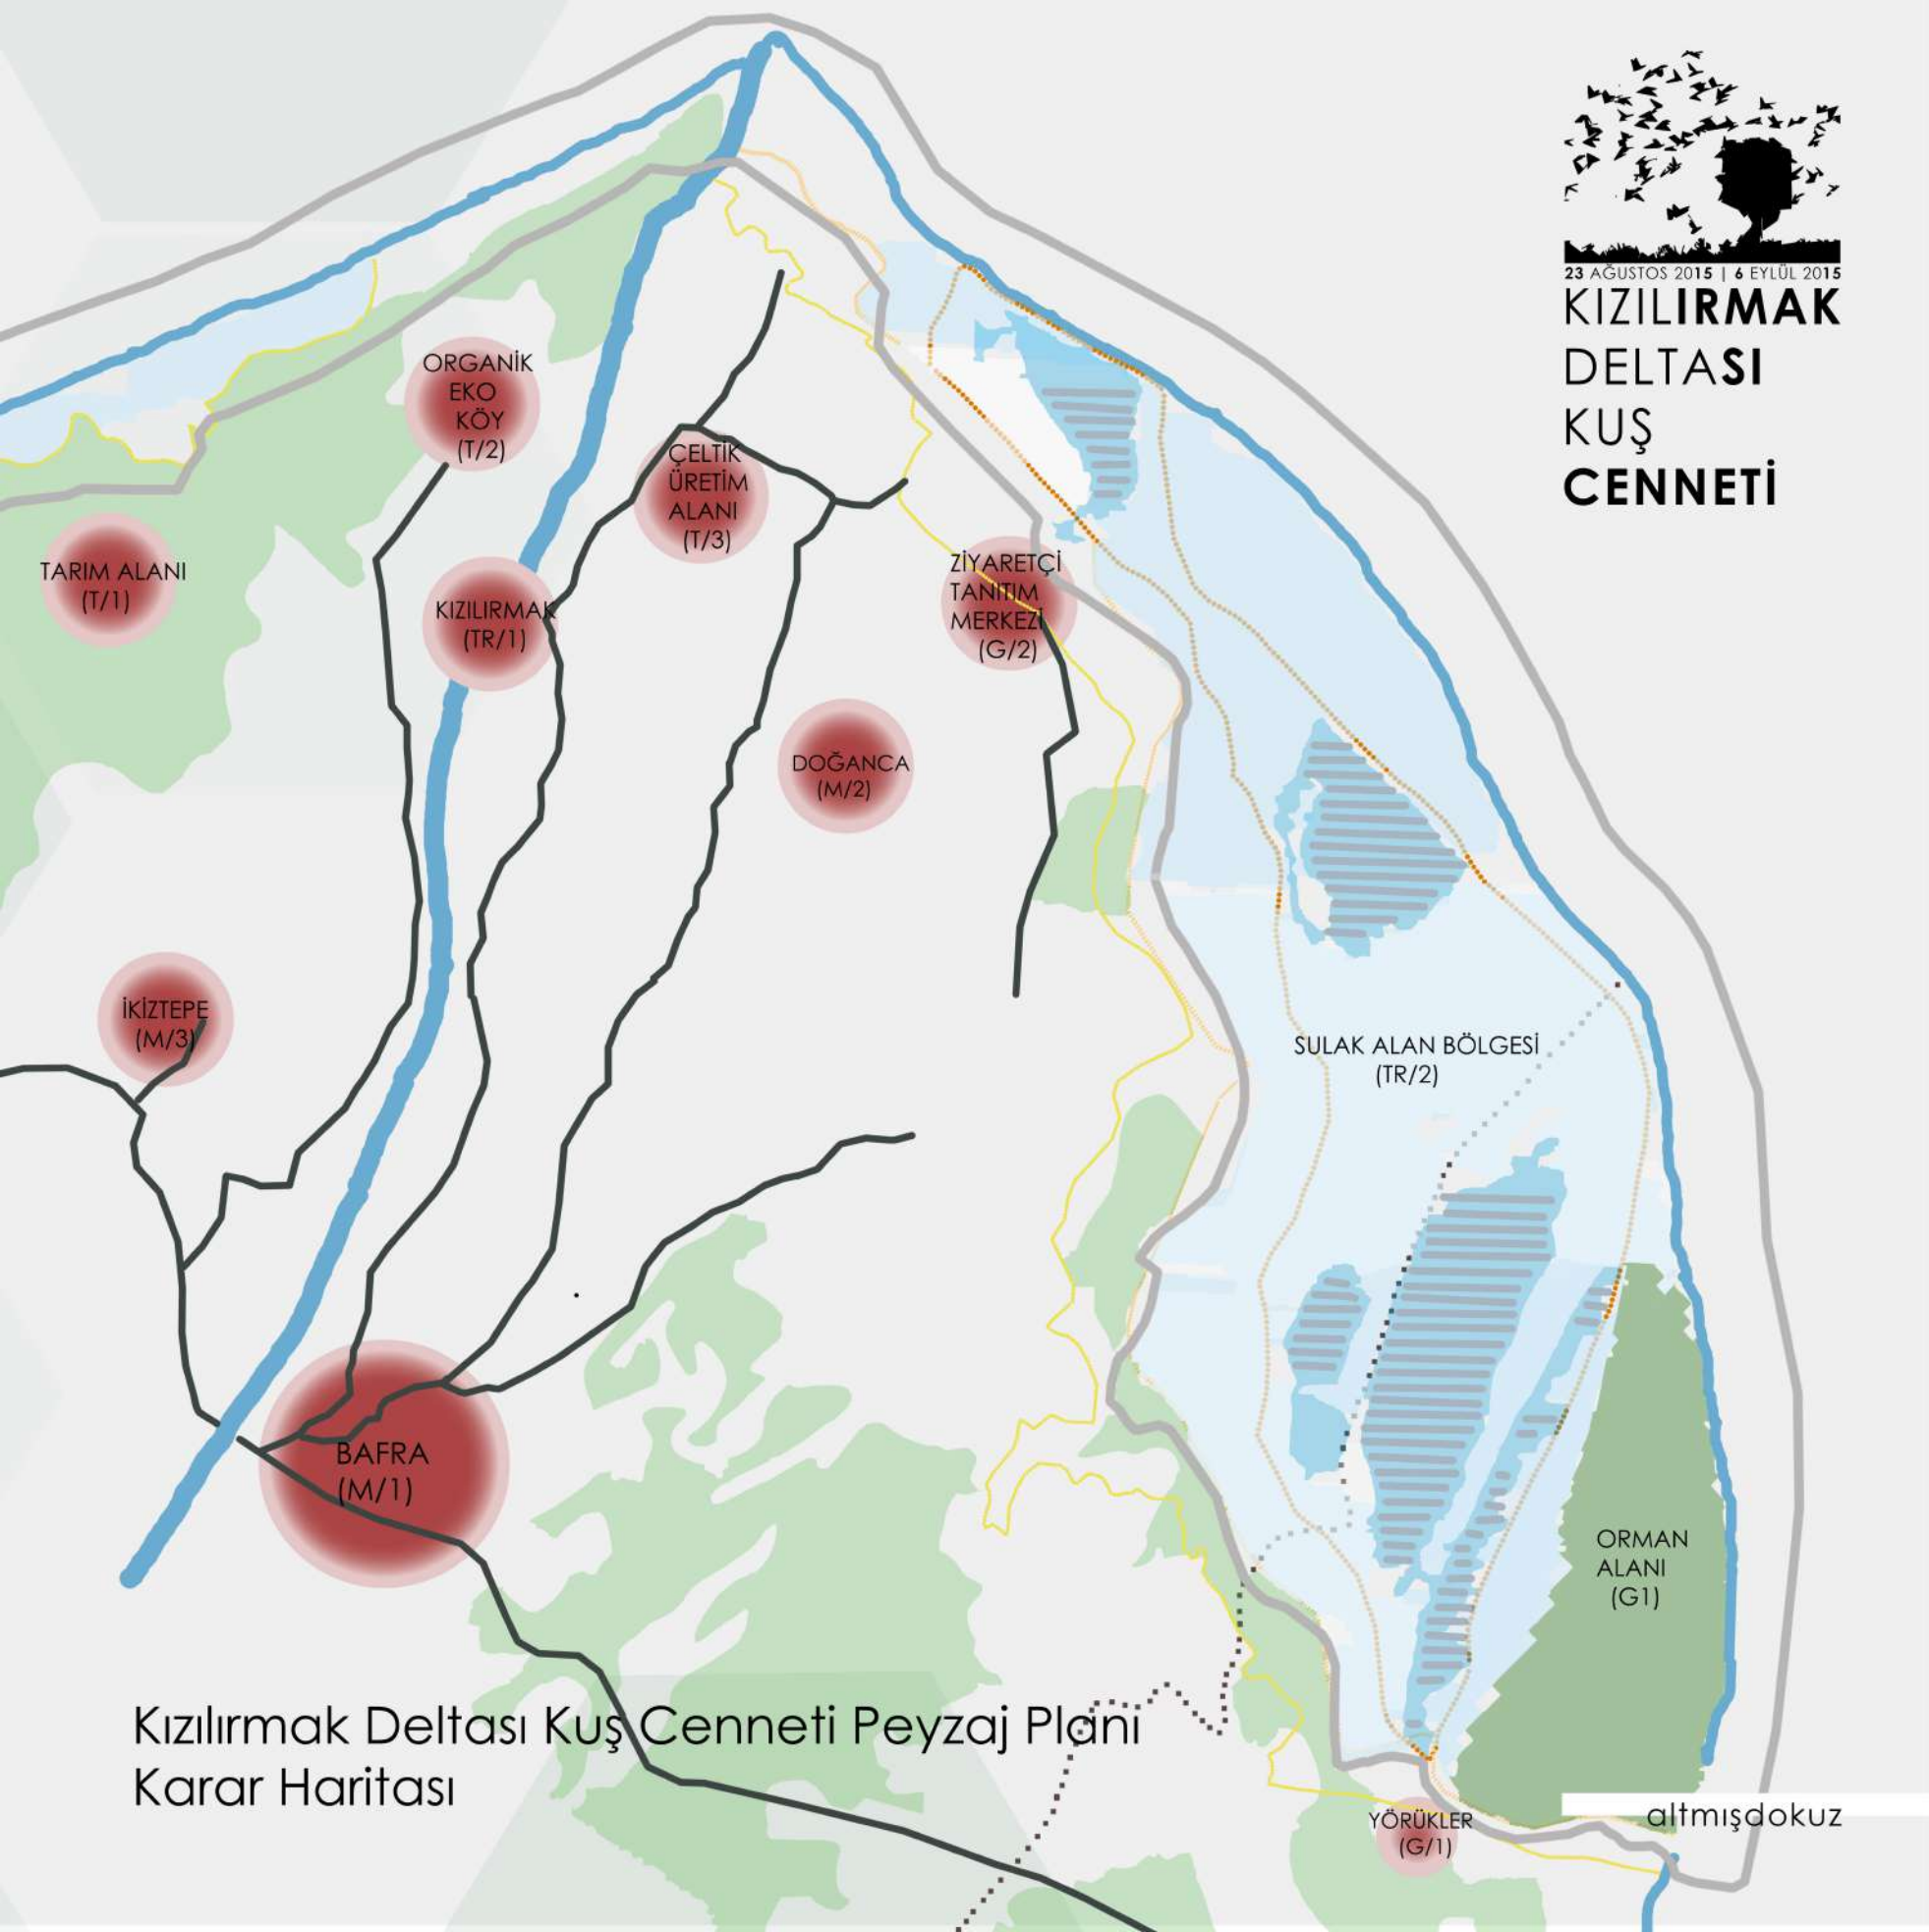 23 AĞUSTOS 2015 | 6 EYLÜL 2015
KIZILIRMAK
DELTASI
KUŞ
CENNETİ
ORGANİK
EKO
KÖY
(T/2)
ÇELTİK
ÜRETİM
ALANI
(T/3)
TARIM ALANI
(T/1)
KIZILIRMAK
(TR/1)
ZİYARETÇİ
TANITIM
MERKEZİ
(G/2)
DOĞANCA
(M/2)
İKİZTEPE
(M/3)
SULAK ALAN BÖLGESİ
(TR/2)
BAFRA
(M/1)
ORMAN
ALANI
(G1)
Kızılırmak Deltası Kuş Cenneti Peyzaj Planı
Karar Haritası
YÖRÜKLER
(G/1)
altmışdokuz